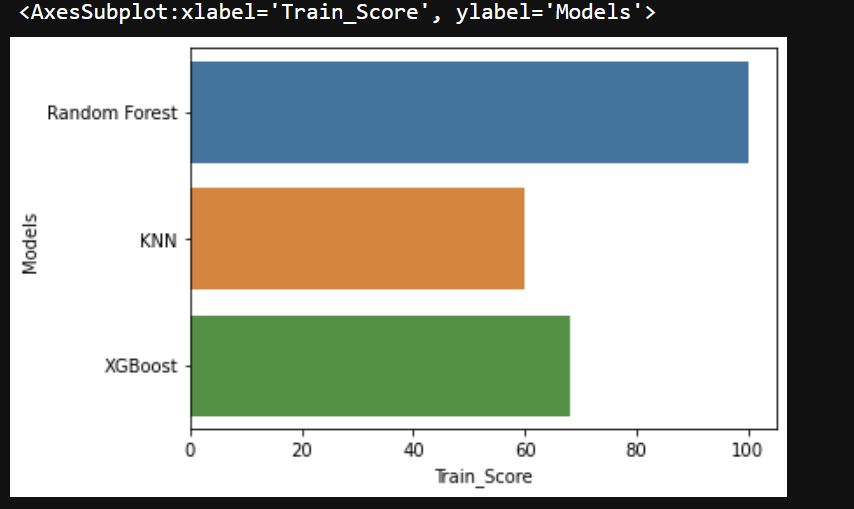 <AxesSubplot:xlabel='Train_Score', ylabel='Models'>
Random Forest
KNN
XGBoost
Models
0 20 40 60 80 100
Train_Score